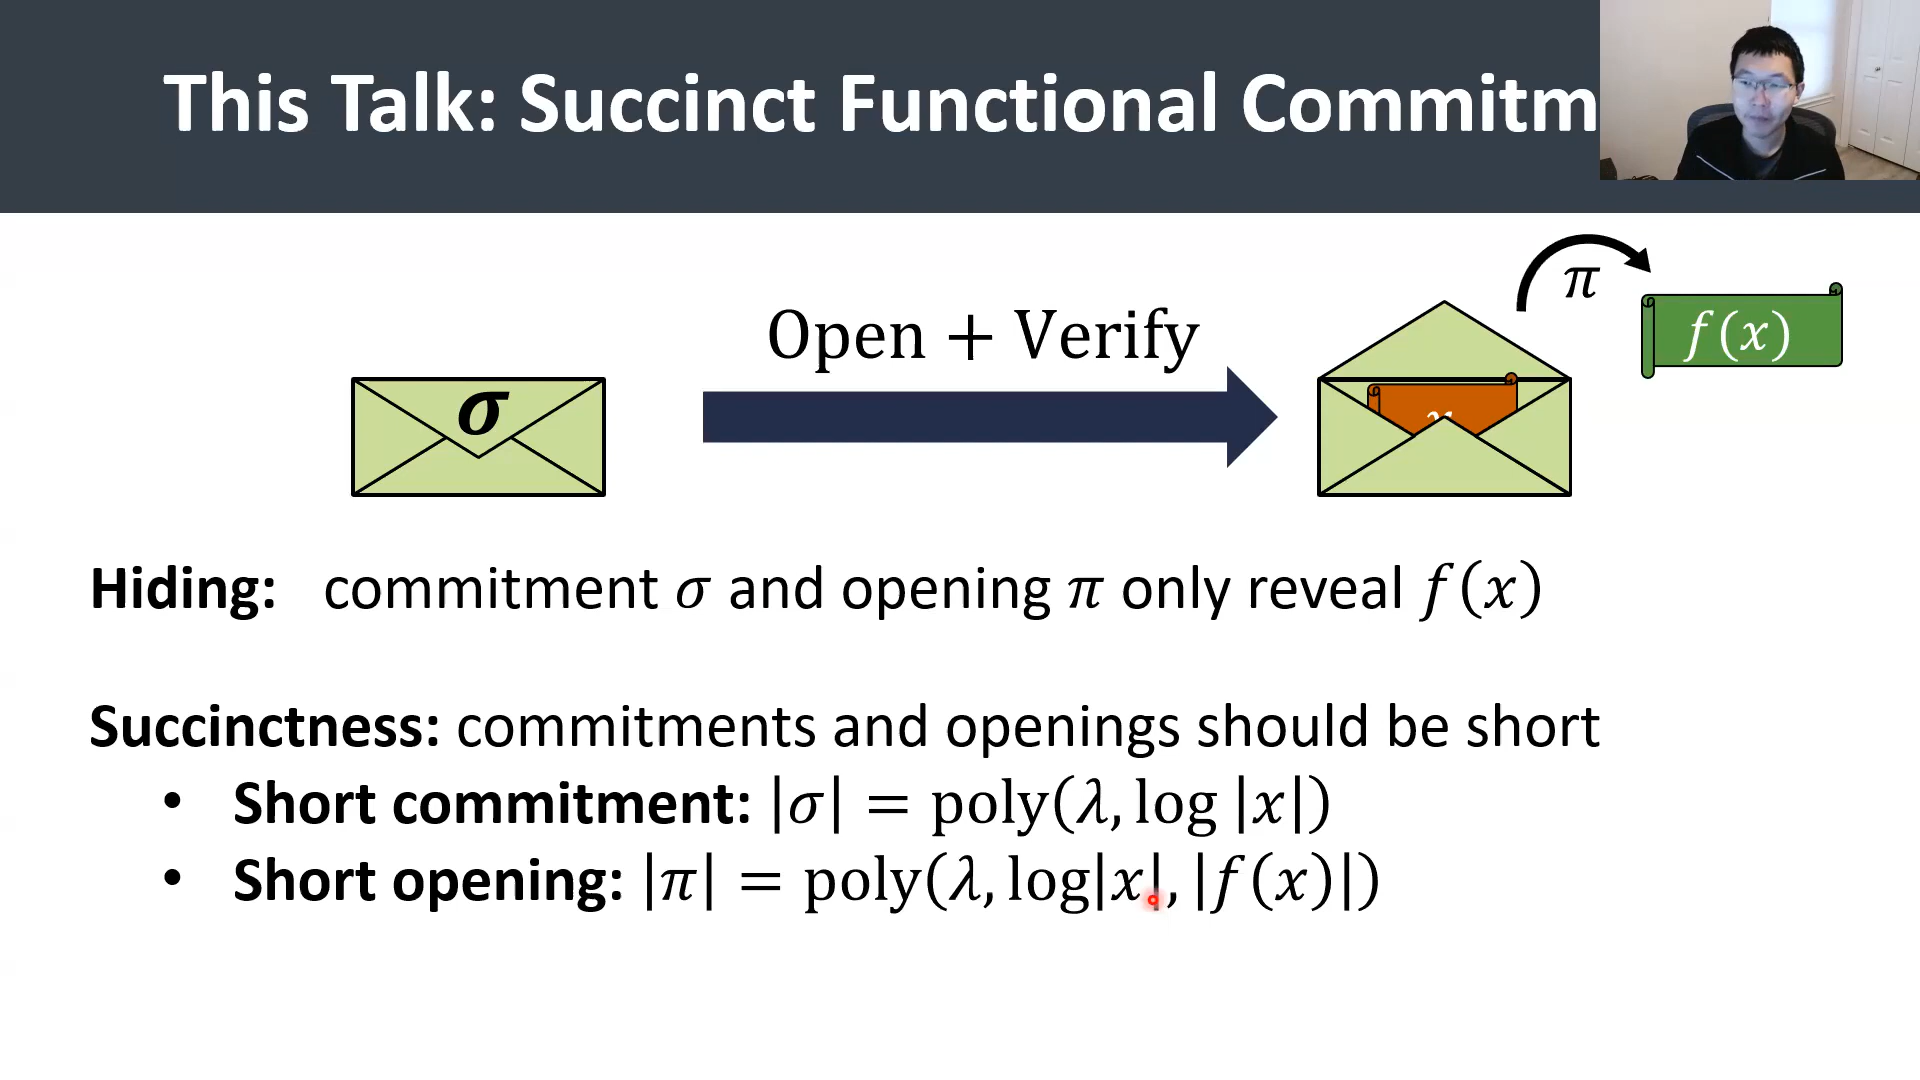 This Talk: Succinct Functional Commitm
π
f(x)
Open + Verify
σ
x
Hiding: commitment σ and opening π only reveal f(x)
Succinctness: commitments and openings should be short
• Short commitment: |σ| = poly(λ, log |x|)
• Short opening: |π| = poly(λ, log|x|, |f(x)|)